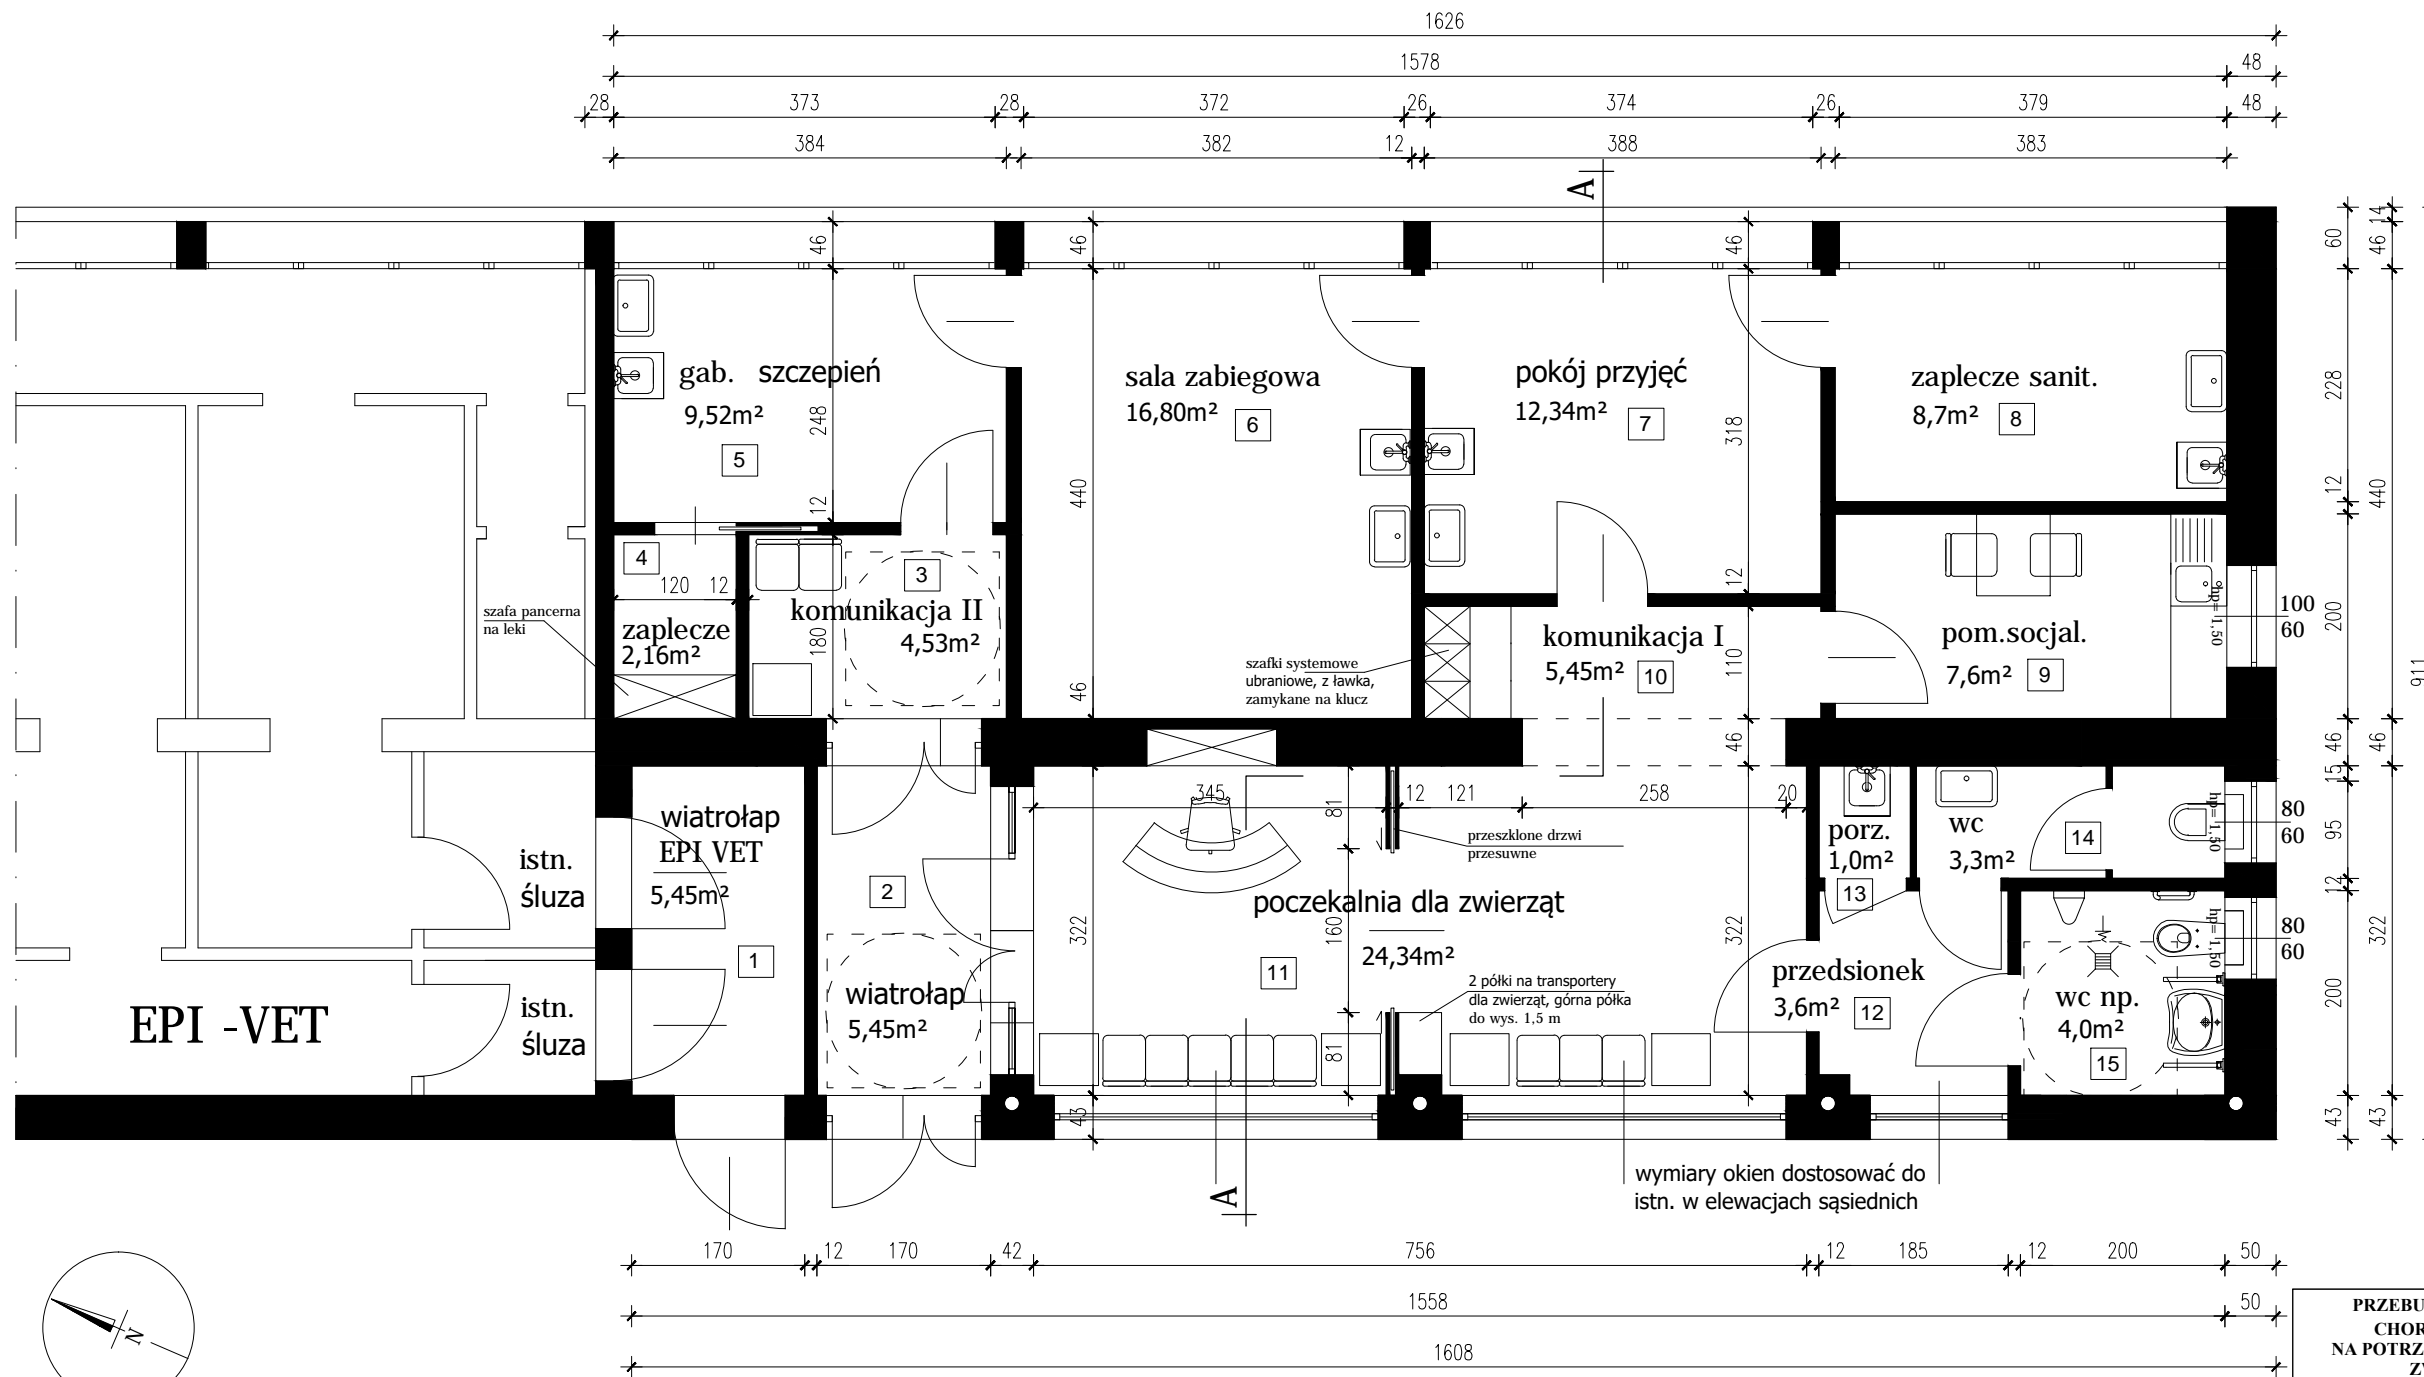 1626
1578 48
28 373 28 372 26 374 26 379 48
384 382 12 388 383
A
46 46 46 60 46 14
gab. szczepień
9,52m²
5
248
12
sala zabiegowa
16,80m²
6
440
46
pokój przyjęć
12,34m²
7
318
12
zaplecze sanit.
8,7m²
8
228
12
440
4
120 12
szafa pancerna
na leki
zaplecze
2,16m²
3
komunikacja II
4,53m²
180
szafki systemowe
ubraniowe, z ławka,
zamykane na klucz
komunikacja I
5,45m²
10
110
46
pom.socjal.
7,6m²
9
hp= 1,50
100
60
200
911
46 46
wiatrołap
EPI VET
5,45m²
1
istn.
śluza
istn.
śluza
EPI -VET
2
wiatrołap
5,45m²
345 12 121 258 20
81
160
81
322
322
43
przeszklone drzwi
przesuwne
poczekalnia dla zwierząt
24,34m²
11
2 półki na transportery
dla zwierząt, górna półka
do wys. 1,5 m
porz.
1,0m²
13
wc
3,3m²
14
hp= 1,50
80
60
15
95
12
przedsionek
3,6m²
12
wc np.
4,0m²
15
hp= 1,50
80
60
200
322
43 43
A
wymiary okien dostosować do
istn. w elewacjach sąsiednich
170 12 170 42 756 12 185 12 200 50
1558 50
1608
N
PRZEBU
CHOR
NA POTRZ
ZY